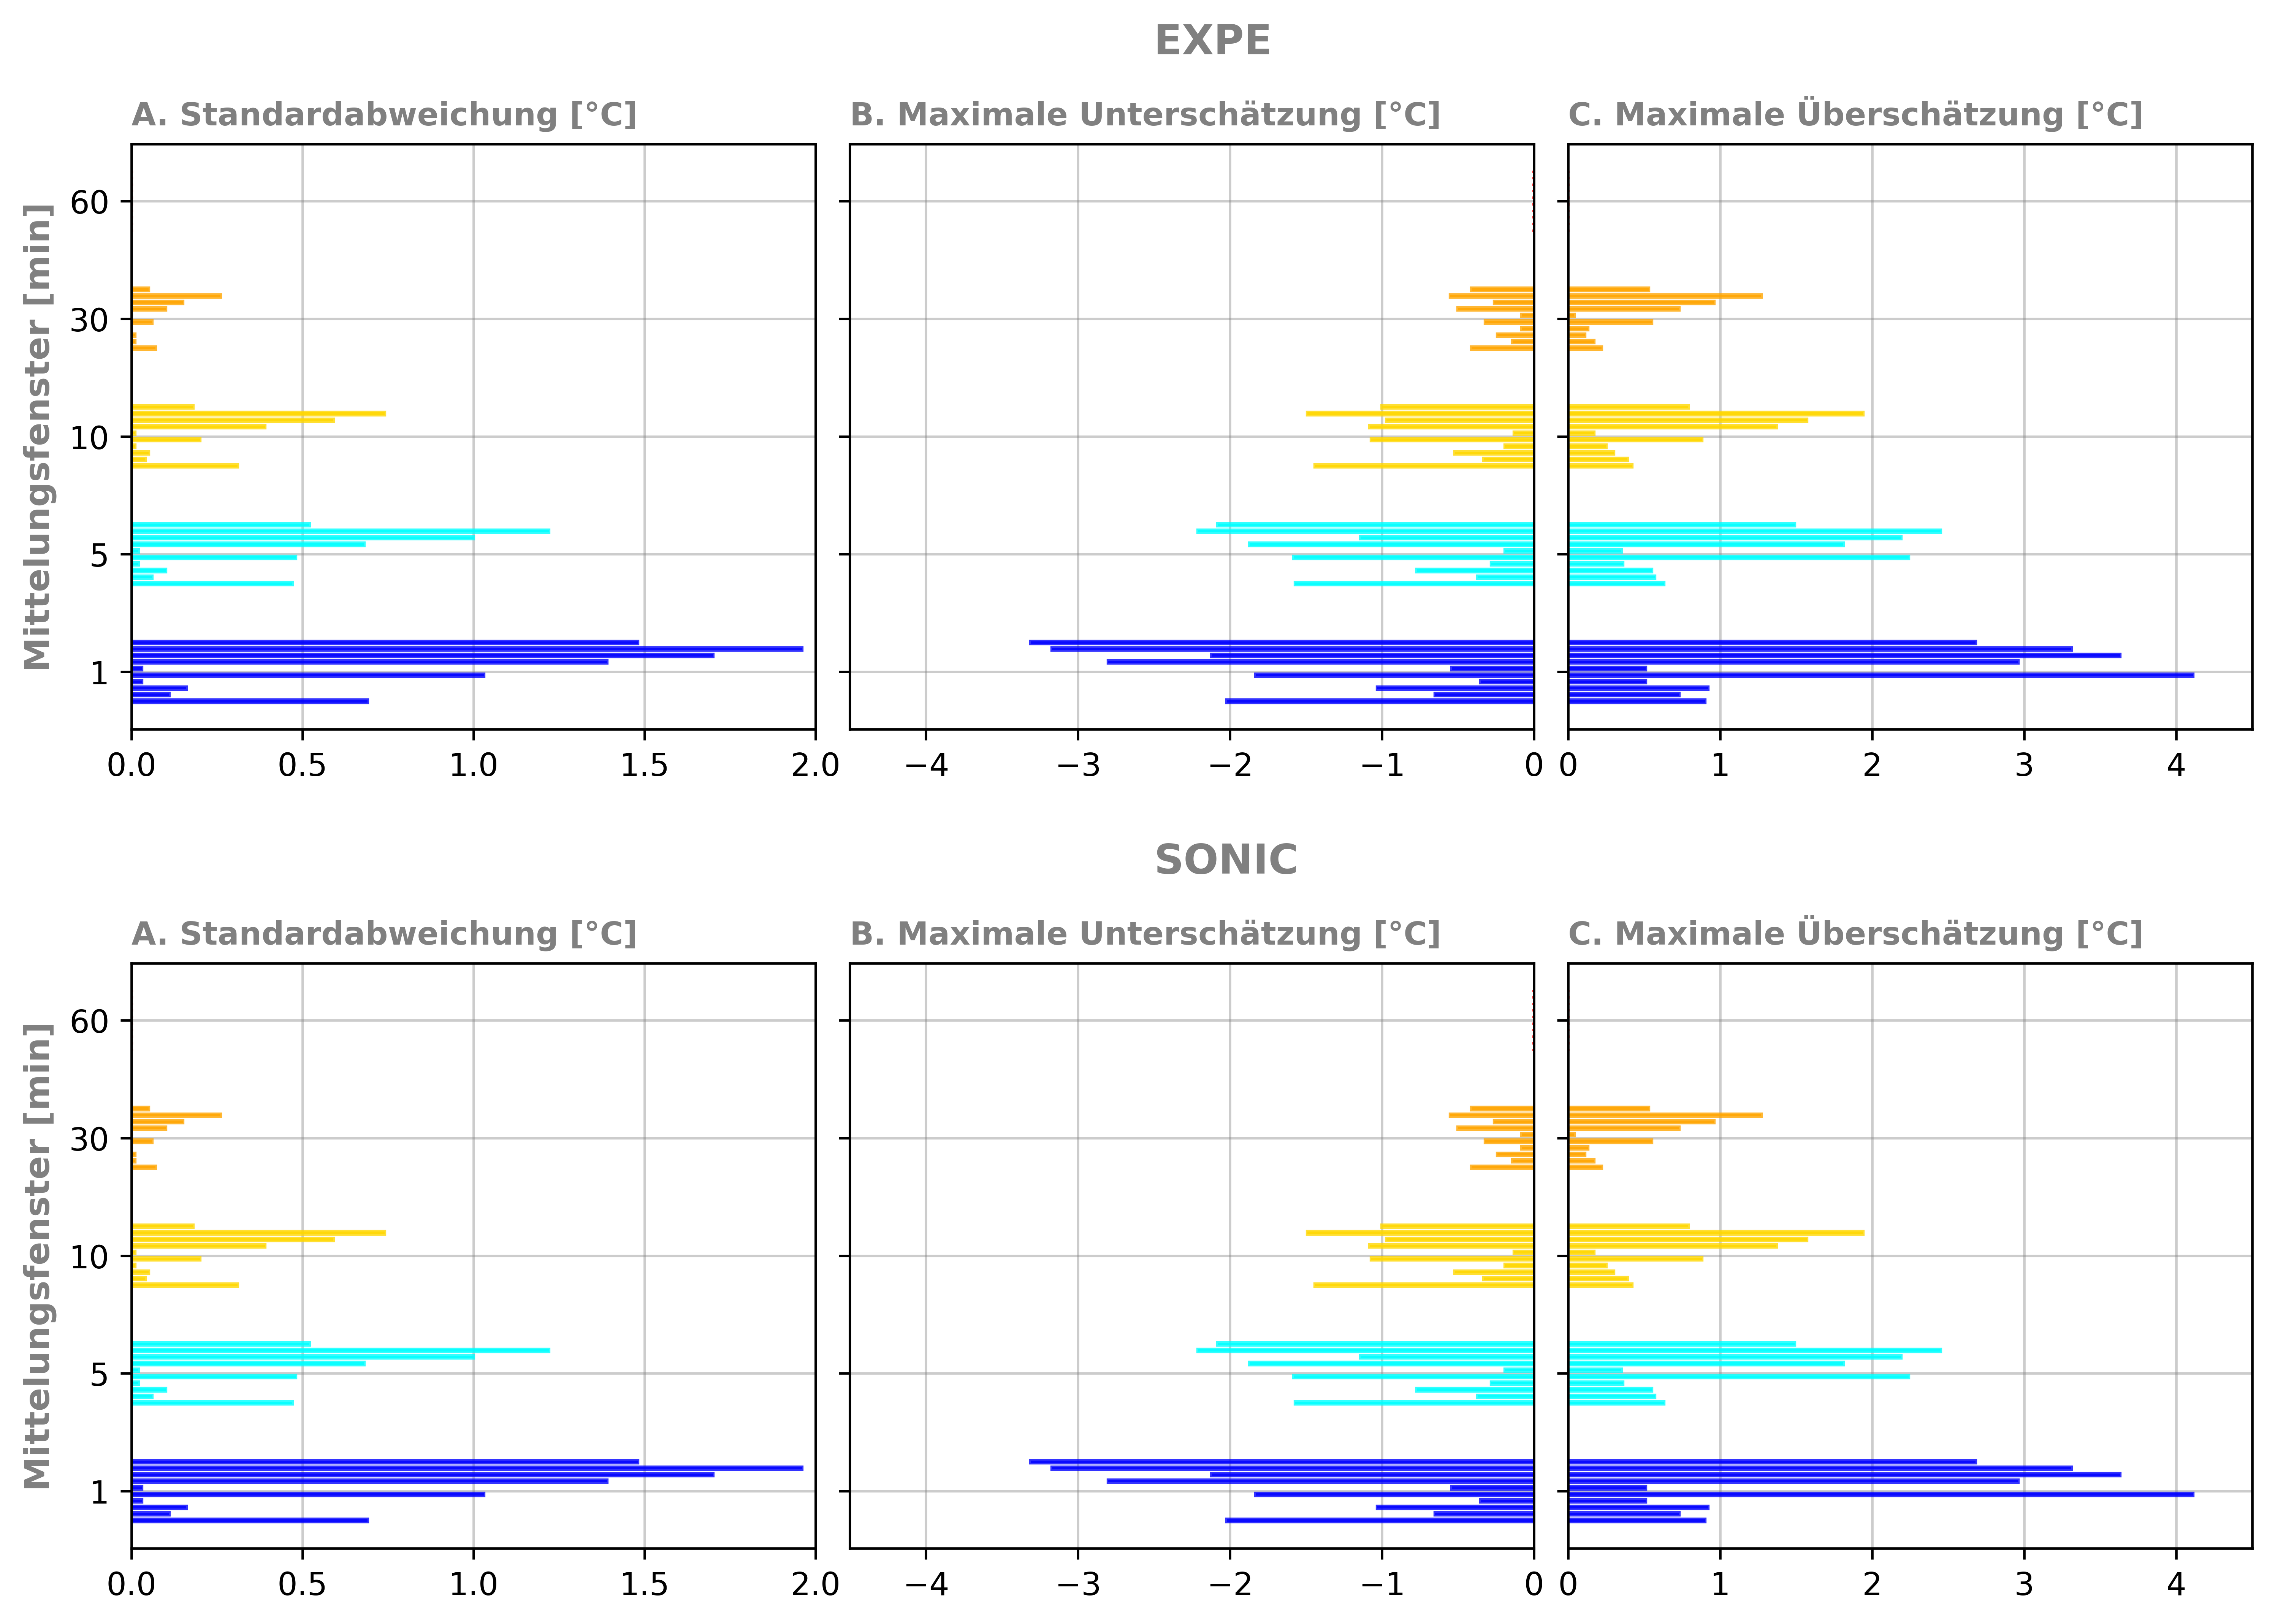 EXPE
A. Standardabweichung [°C]
B. Maximale Unterschätzung [°C]
C. Maximale Überschätzung [°C]
Mittelungsfenster [min]
60
30
10
5
1
0.0 0.5 1.0 1.5 2.0
−4 −3 −2 −1 0
0 1 2 3 4
SONIC
A. Standardabweichung [°C]
B. Maximale Unterschätzung [°C]
C. Maximale Überschätzung [°C]
Mittelungsfenster [min]
60
30
10
5
1
0.0 0.5 1.0 1.5 2.0
−4 −3 −2 −1 0
0 1 2 3 4